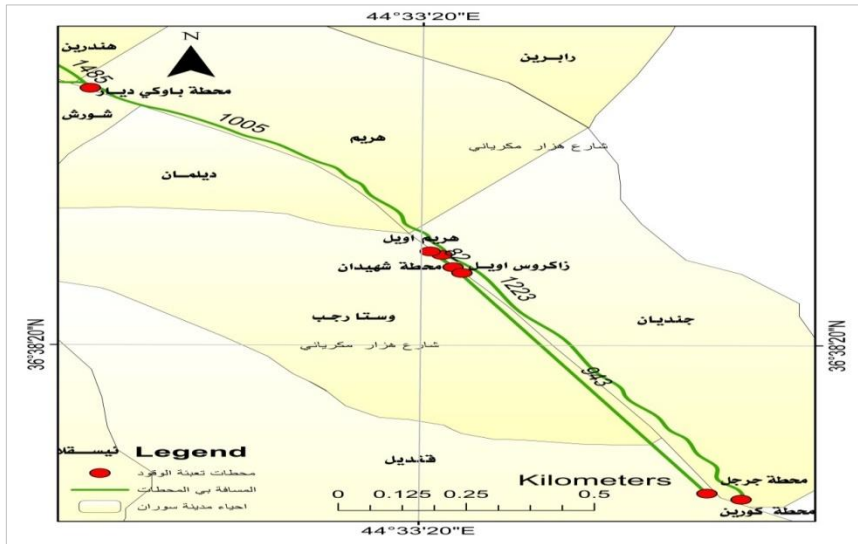 44°33'20"E
هندرين
N
رابرين
1485
محطة باوكي ديار
شورش
1005
هريم
شارع هزار مكرياني
ديلمان
هريم اويل
82
زاكروس اويل
محطة شهيدان
1223
وستا رجب
جنديان
36°38'20"N
36°38'20"N
شارع هزار مكرياني
943
نيسقلا
Legend
قنديل
محطات تعبئة الوقود
Kilometers
محطة جرجل
المسافة بي المحطات
0 0.125 0.25 0.5
احياء مدينة سوران
محطة كورين
44°33'20"E